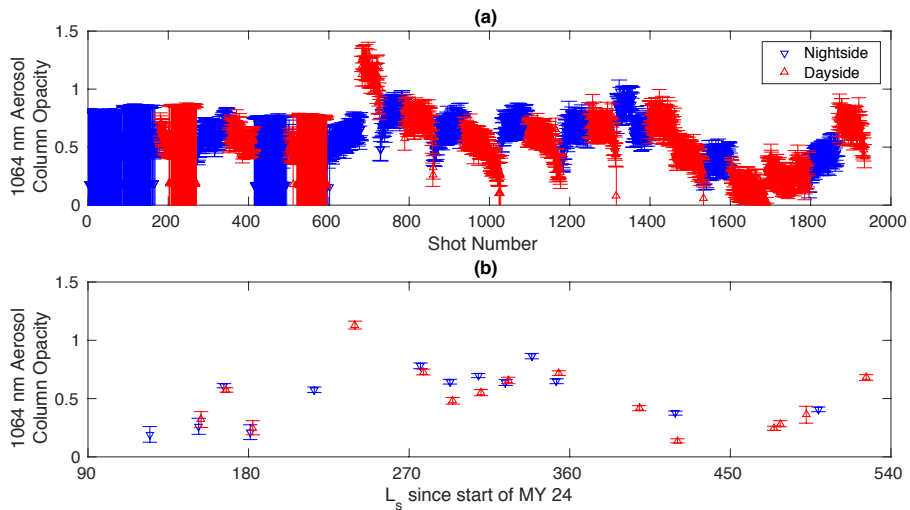 (a)
1.5
1
0.5
0
1064 nm Aerosol
Column Opacity
Nightside
Dayside
0 200 400 600 800 1000 1200 1400 1600 1800 2000
Shot Number
(b)
1.5
1
0.5
0
1064 nm Aerosol
Column Opacity
90 180 270 360 450 540
L_s since start of MY 24